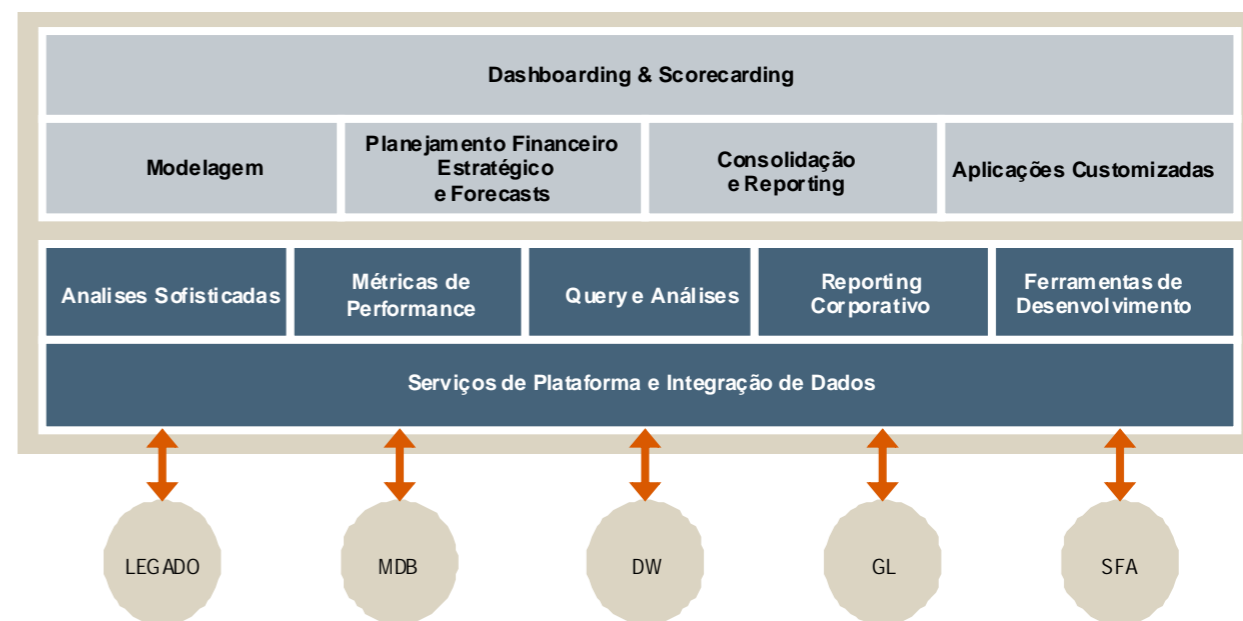 Dashboarding & Scorecarding
Modelagem
Planejamento Financeiro
Estratégico
e Forecasts
Consolidação
e Reporting
Aplicações Customizadas
Analises Sofisticadas
Métricas de
Performance
Query e Análises
Reporting
Corporativo
Ferramentas de
Desenvolvimento
Serviços de Plataforma e Integração de Dados
LEGADO
MDB
DW
GL
SFA